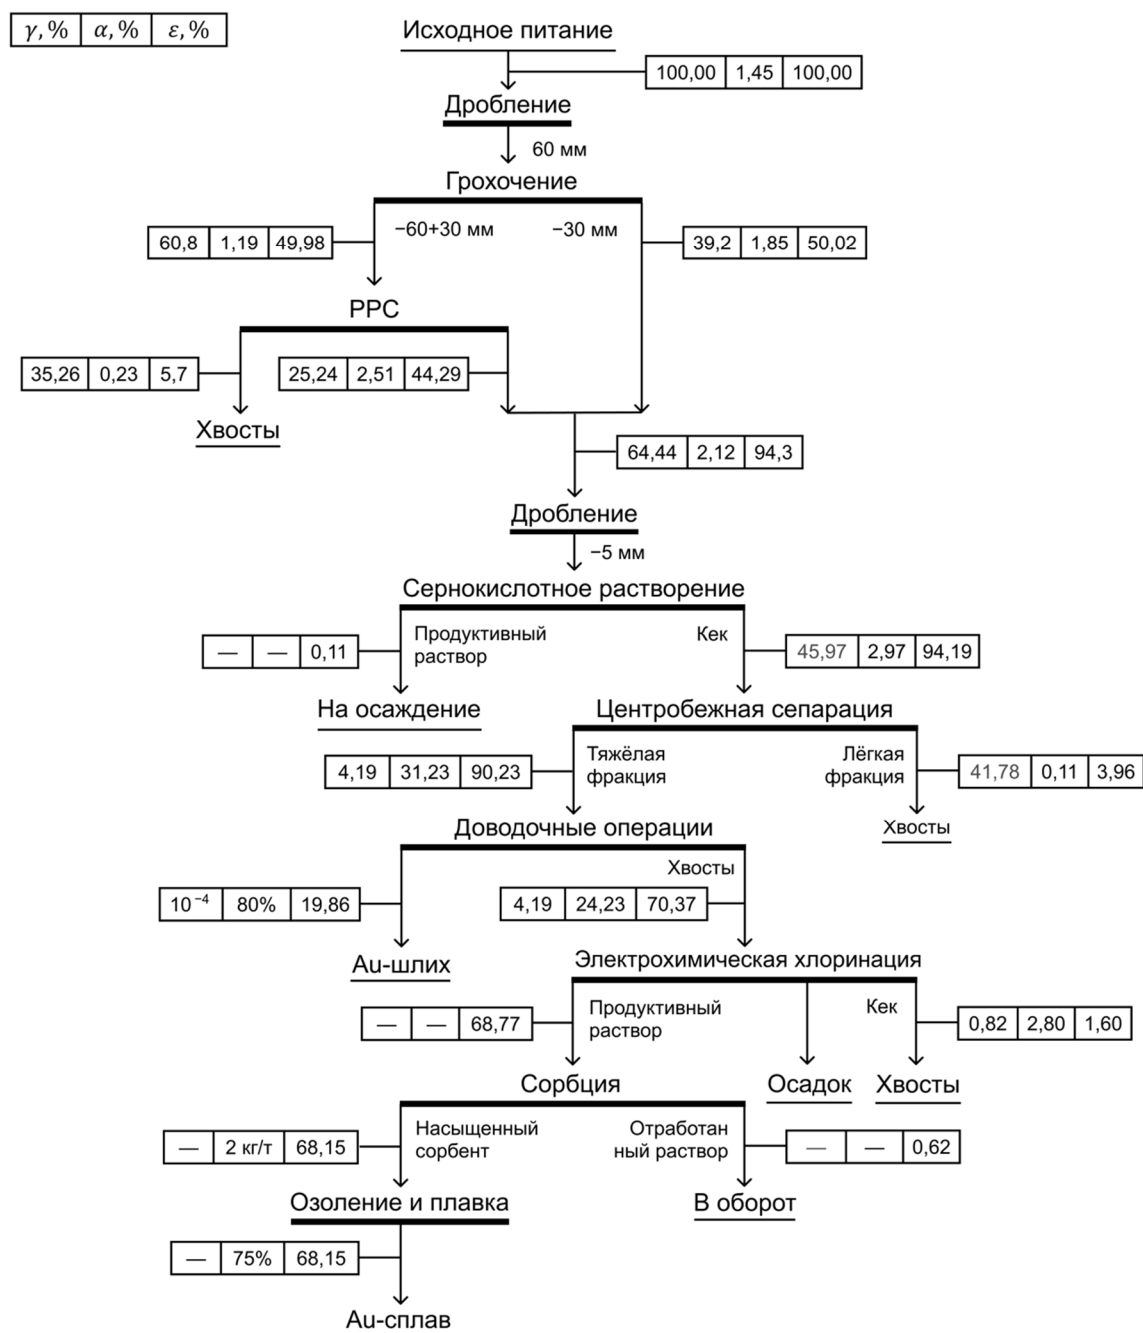 γ, % α, % ε, %
Исходное питание
100,00 1,45 100,00
Дробление
60 мм
Грохочение
60,8 1,19 49,98
−60+30 мм
−30 мм
39,2 1,85 50,02
РРС
35,26 0,23 5,7
25,24 2,51 44,29
Хвосты
64,44 2,12 94,3
Дробление
−5 мм
Сернокислотное растворение
— — 0,11
Продуктивный
раствор
Кек
45,97 2,97 94,19
На осаждение
Центробежная сепарация
4,19 31,23 90,23
Тяжёлая
фракция
Лёгкая
фракция
41,78 0,11 3,96
Доводочные операции
Хвосты
Хвосты
10⁻⁴ 80% 19,86
4,19 24,23 70,37
Au-шлих
Электрохимическая хлоринация
— — 68,77
Продуктивный
раствор
Кек
0,82 2,80 1,60
Сорбция
Осадок
Хвосты
— 2 кг/т 68,15
Насыщенный
сорбент
Отработан
ный раствор
— — 0,62
Озоление и плавка
В оборот
— 75% 68,15
Au-сплав